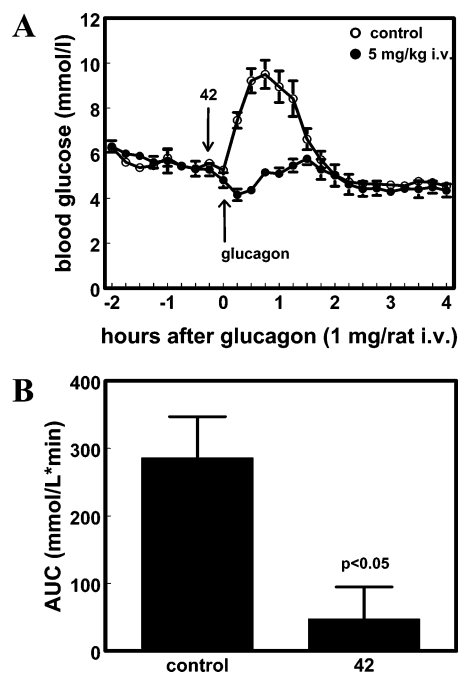 A
control
5 mg/kg i.v.
42
glucagon
blood glucose (mmol/l)
12
10
8
6
4
2
0
-2
-1
0
1
2
3
4
hours after glucagon (1 mg/rat i.v.)
B
AUC (mmol/L*min)
400
300
200
100
0
p<0.05
control
42